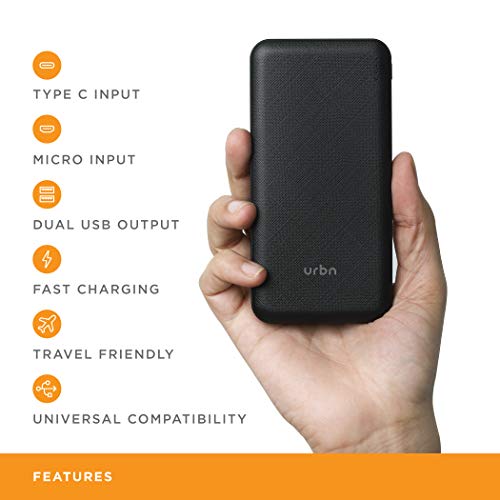 TYPE C INPUT
MICRO INPUT
DUAL USB OUTPUT
FAST CHARGING
TRAVEL FRIENDLY
UNIVERSAL COMPATIBILITY
urbn
FEATURES